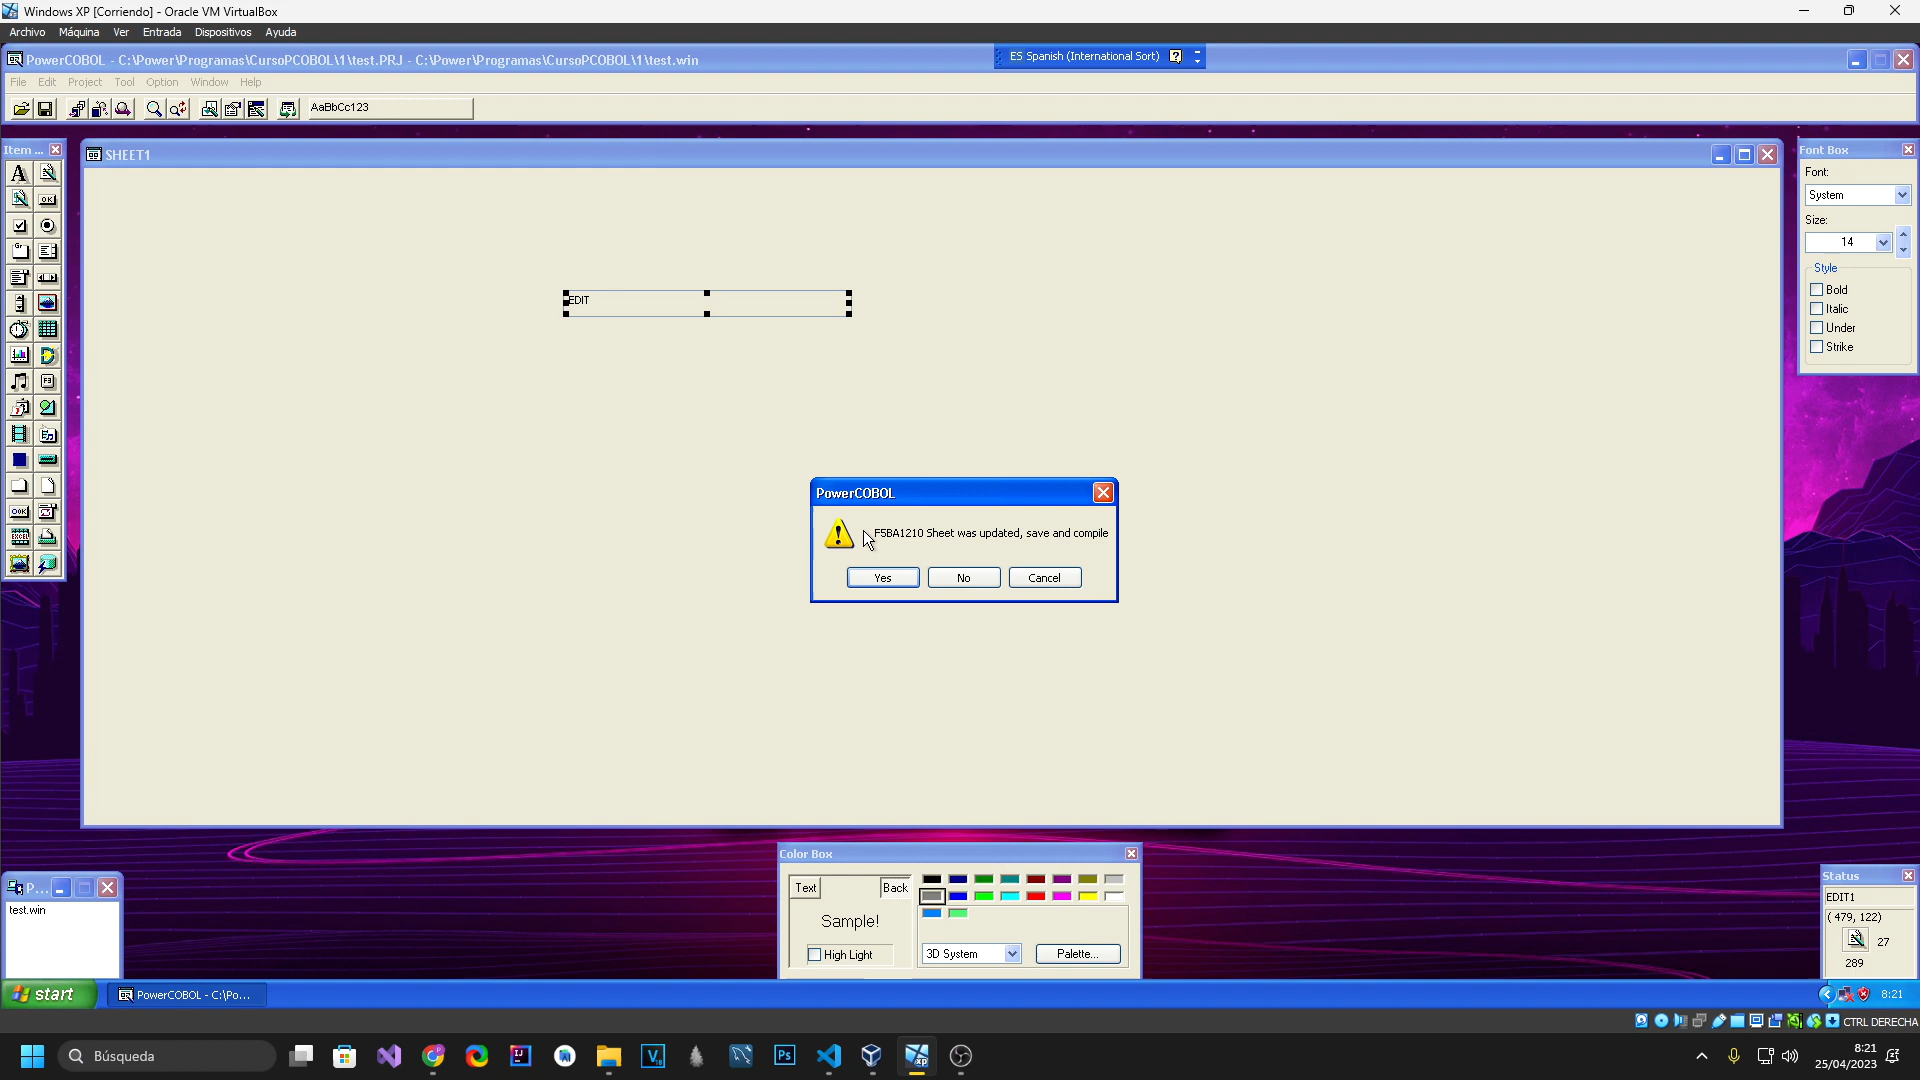 Windows XP [Corriendo] - Oracle VM VirtualBox
Archivo Máquina Ver Entrada Dispositivos Ayuda
PowerCOBOL - C:\Power\Programas\CursoPCOBOL\1\test.PRJ - C:\Power\Programas\CursoPCOBOL\1\test.win
ES Spanish (International Sort)
File Edit Project Tool Option Window Help
AaBbCc123
Item ...
SHEET1
Font Box
Font:
System
Size:
14
Style
Bold
Italic
Under
Strike
EDIT
PowerCOBOL
F5BA1210 Sheet was updated, save and compile
Yes No Cancel
Color Box
Text Back
Sample!
High Light
3D System
Palette...
P...
test.win
Status
EDIT1
( 479, 122)
27
289
start
PowerCOBOL - C:\Po...
8:21
CTRL DERECHA
Búsqueda
8:21
25/04/2023